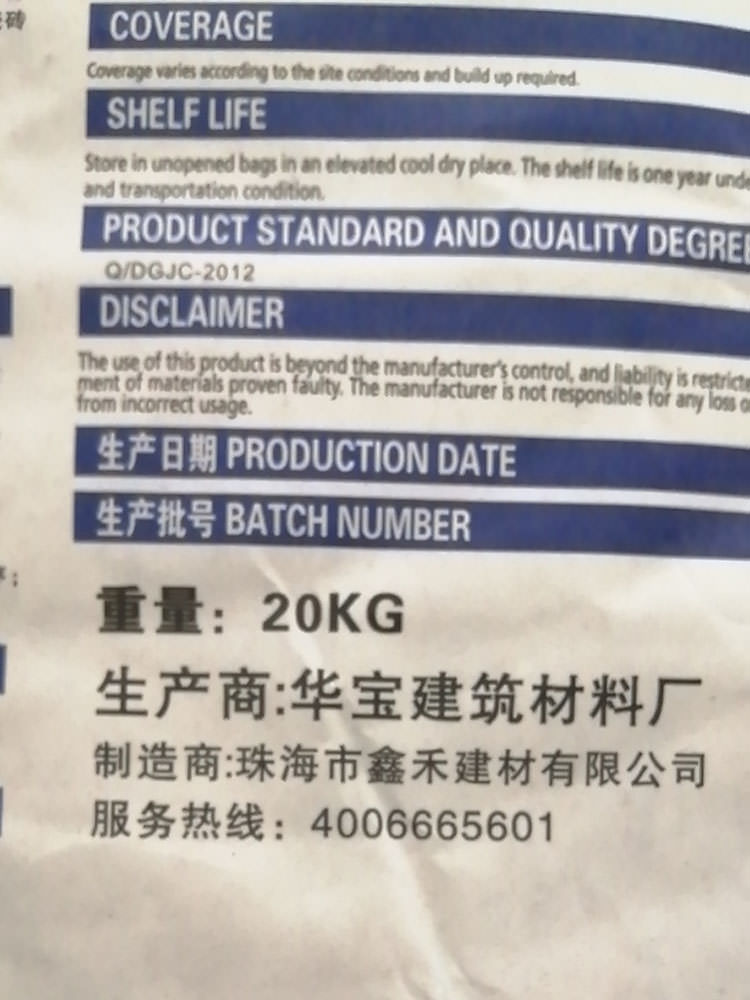 COVERAGE
Coverage varies according to the site conditions and build up required.
SHELF LIFE
Store in unopened bags in an elevated cool dry place. The shelf life is one year unde
and transportation condition.
PRODUCT STANDARD AND QUALITY DEGREE
Q/DGJC-2012
DISCLAIMER
The use of this product is beyond the manufacturer's control, and liability is restricte
ment of materials proven faulty. The manufacturer is not responsible for any loss o
from incorrect usage.
生产日期 PRODUCTION DATE
生产批号 BATCH NUMBER
重量：20KG
生产商:华宝建筑材料厂
制造商:珠海市鑫禾建材有限公司
服务热线：4006665601